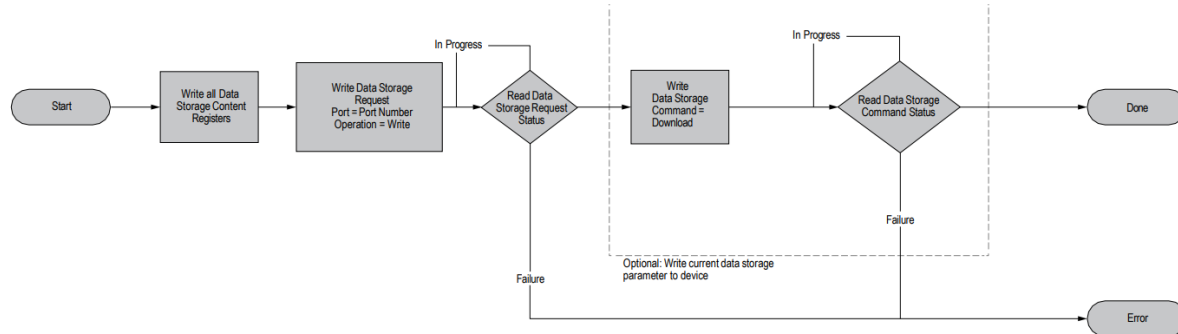 Start
Write all Data
Storage Content
Registers
Write Data Storage
Request
Port = Port Number
Operation = Write
In Progress
Read Data
Storage Request
Status
Write
Data Storage
Command =
Download
In Progress
Read Data Storage
Command Status
Done
Failure
Optional: Write current data storage
parameter to device
Failure
Error